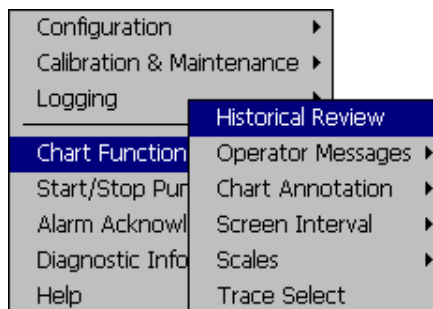 Configuration
Calibration & Maintenance
Logging
Chart Function
Start/Stop Pur
Alarm Acknowl
Diagnostic Info
Help
Historical Review
Operator Messages
Chart Annotation
Screen Interval
Scales
Trace Select